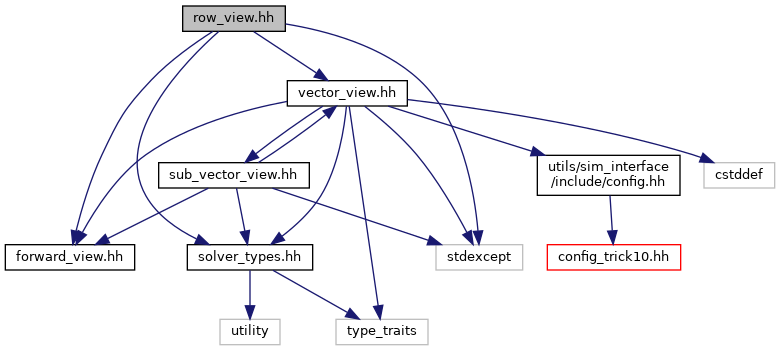 row_view.hh
vector_view.hh
sub_vector_view.hh
utils/sim_interface
/include/config.hh
cstddef
forward_view.hh
solver_types.hh
stdexcept
config_trick10.hh
utility
type_traits